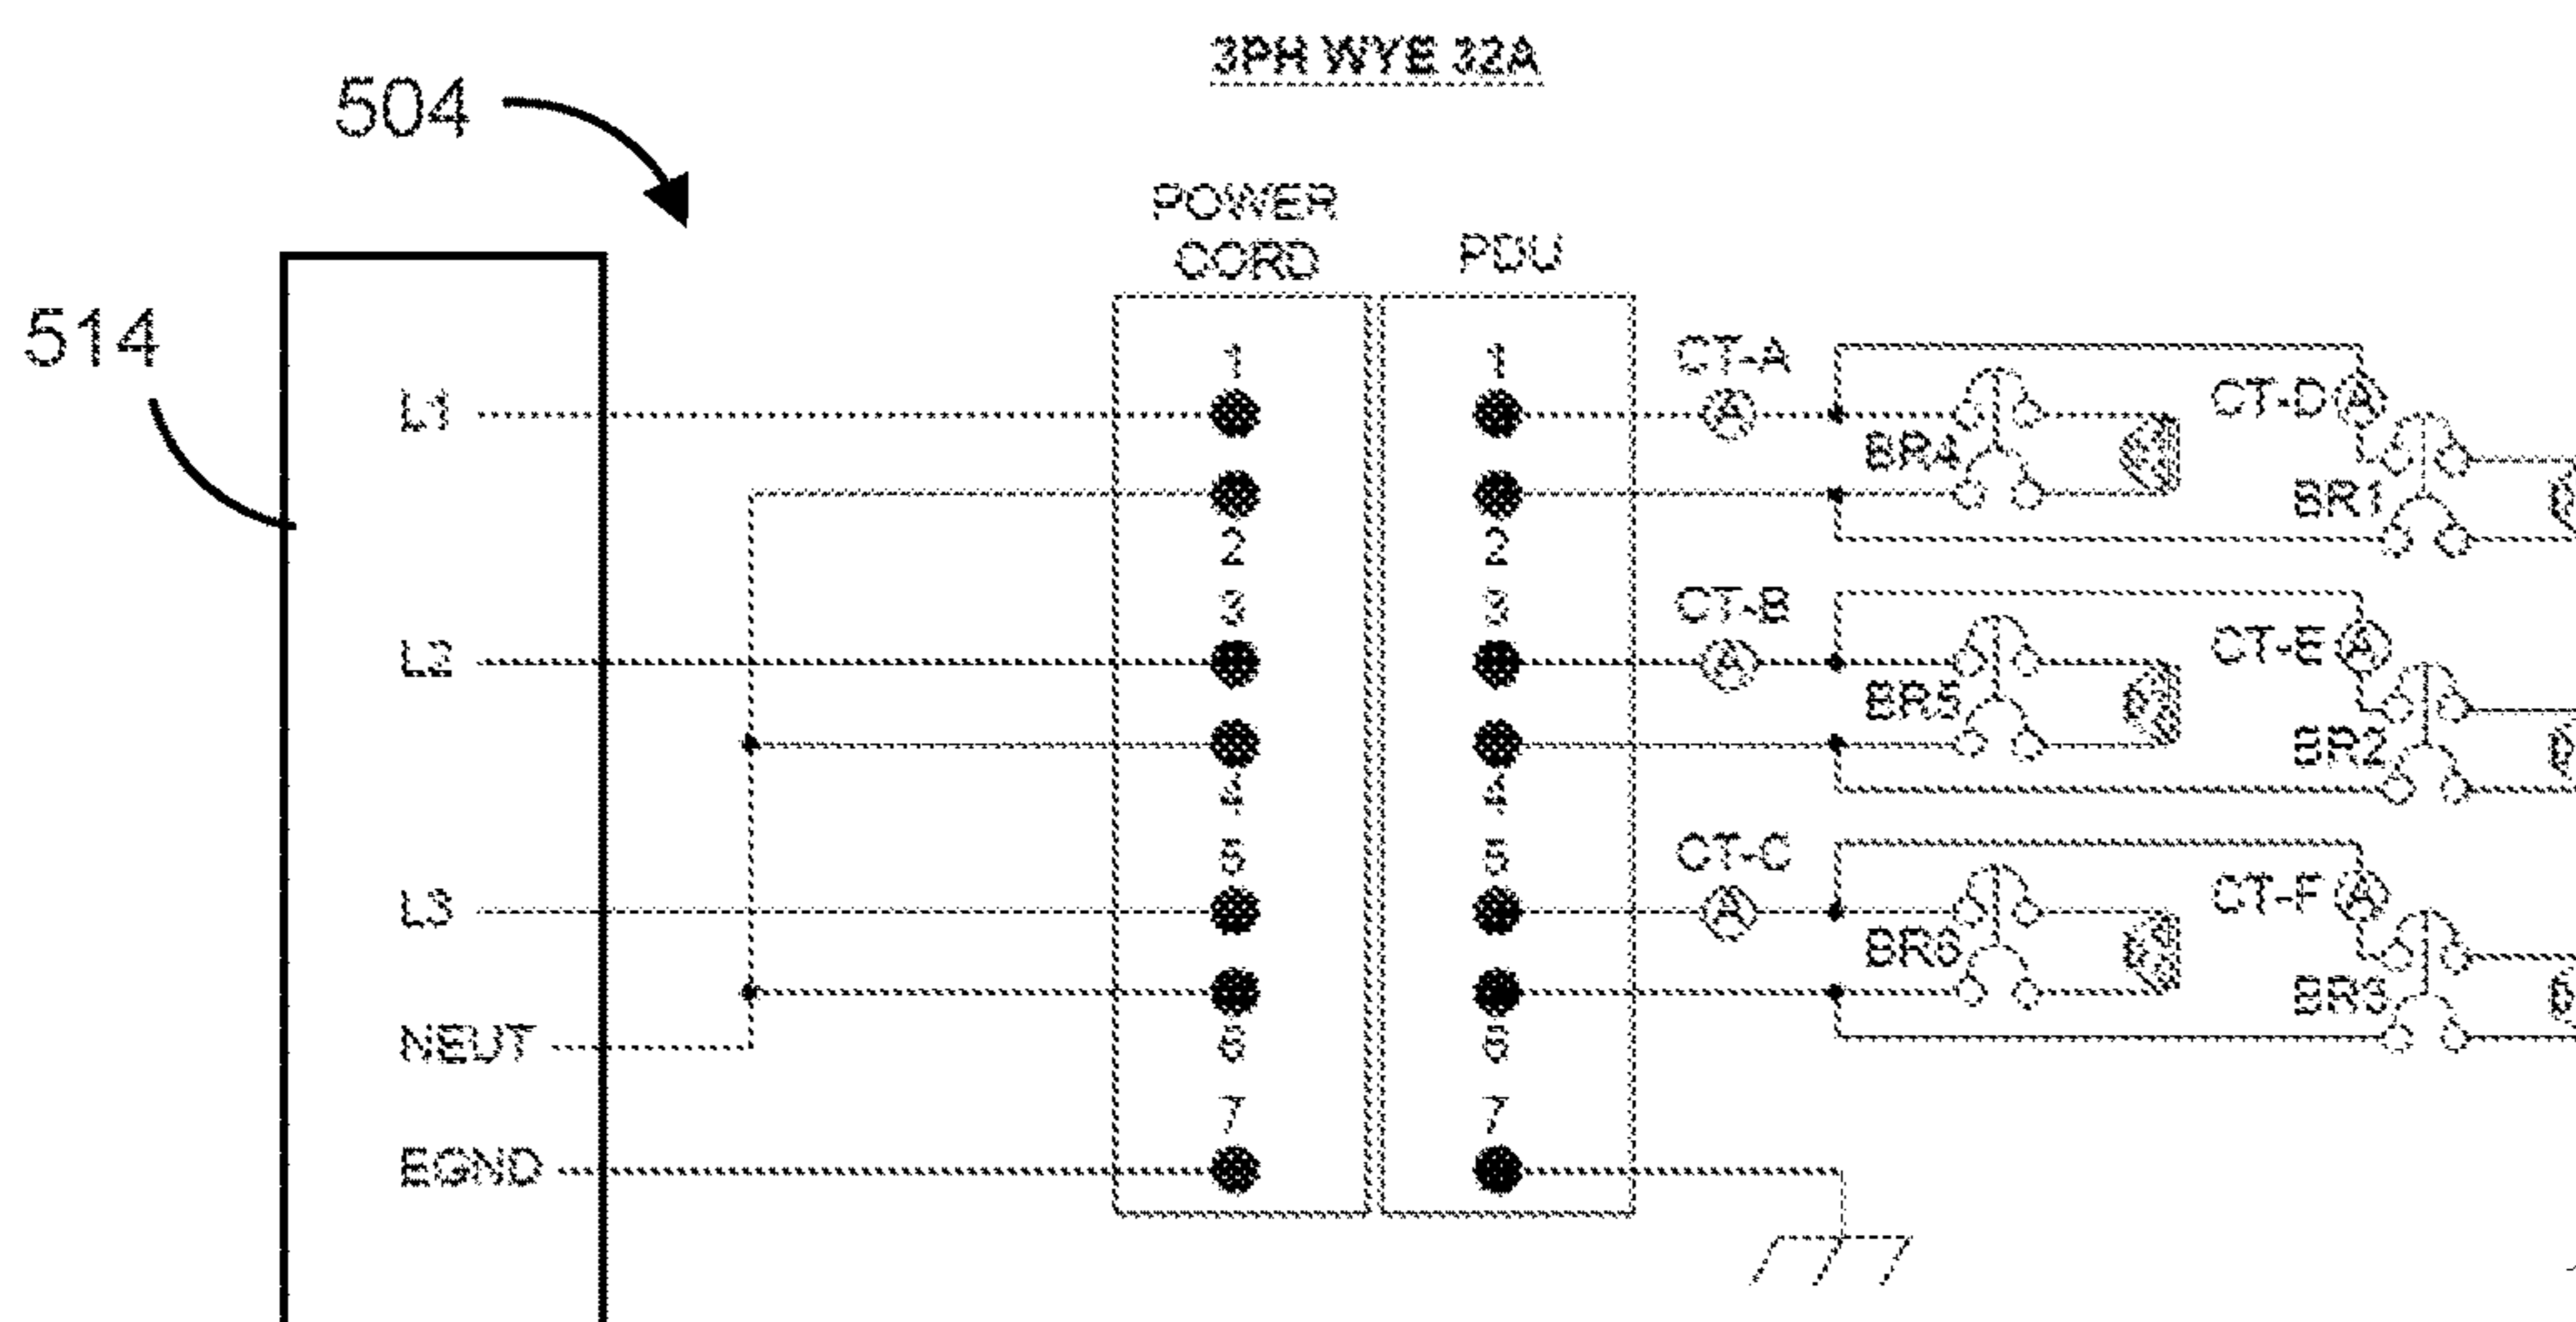 3PH WYE 32A
504
POWER
CORD
PDU
514
1
1
CT-A
L1
CT-D
A
A
BR4
BR1
2
2
3
3
CT-B
L2
CT-E
A
A
BR5
BR2
4
4
5
5
CT-C
L3
CT-F
A
A
BR6
BR3
NEUT
6
6
7
7
EGND